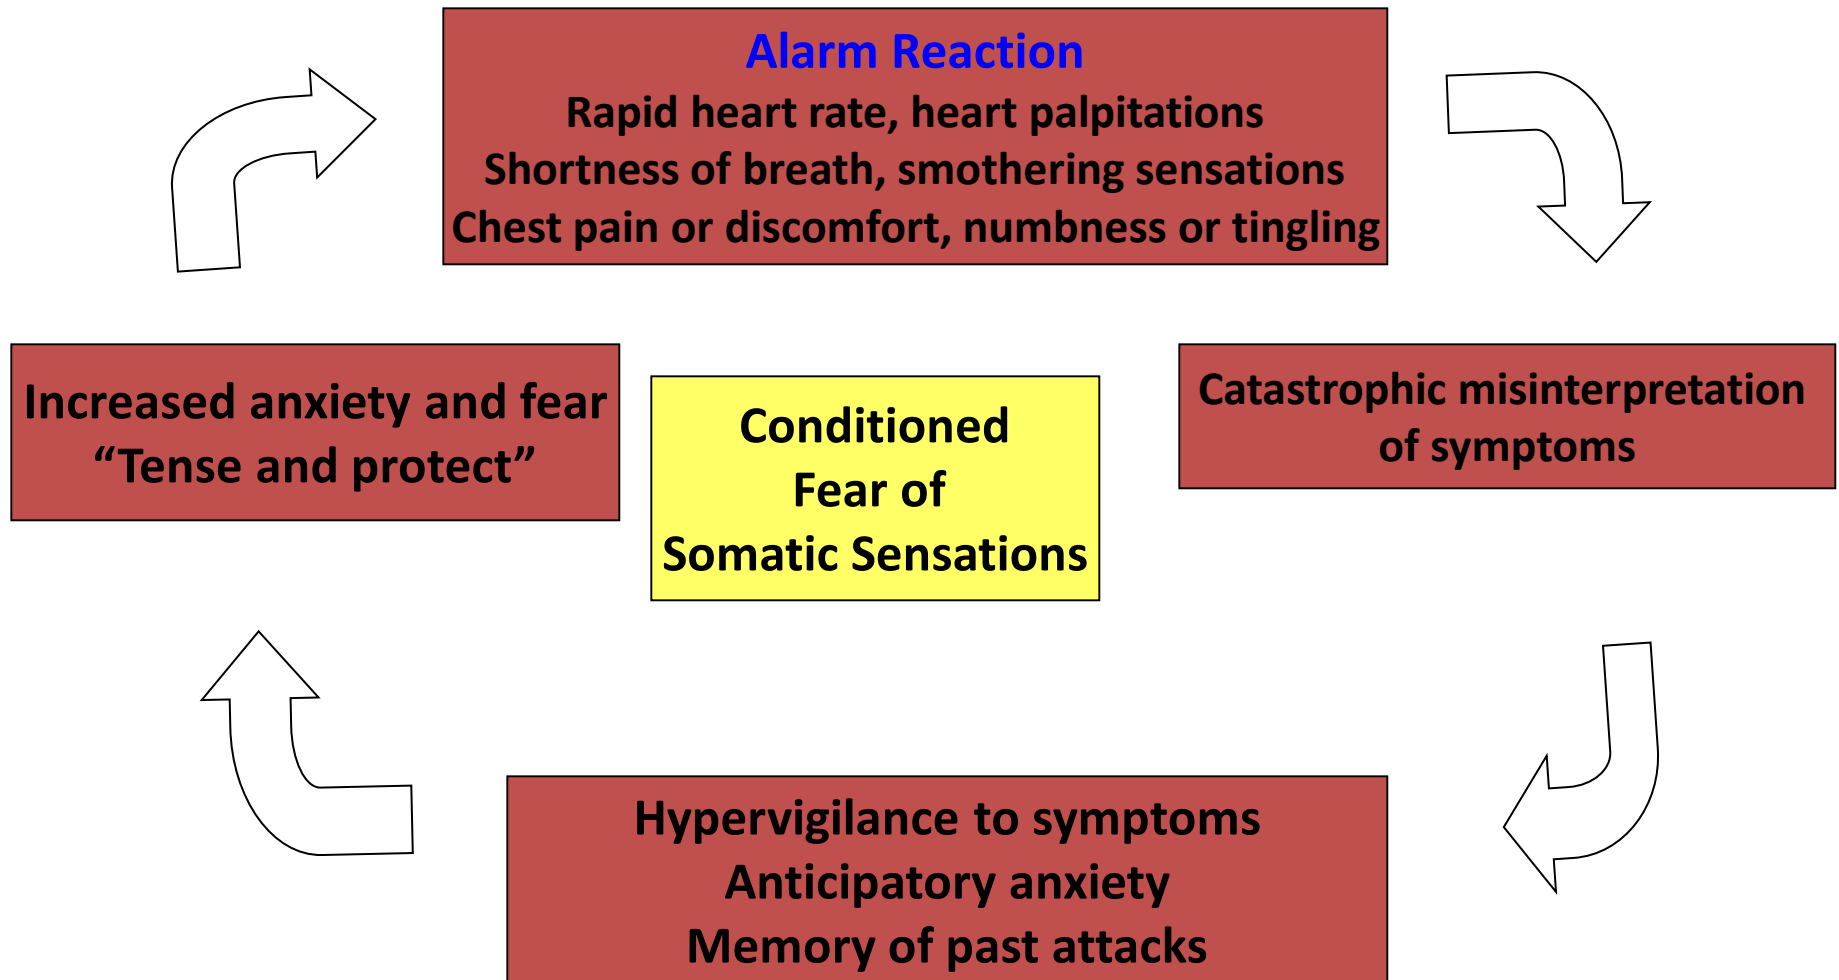 Alarm Reaction
Rapid heart rate, heart palpitations
Shortness of breath, smothering sensations
Chest pain or discomfort, numbness or tingling
Increased anxiety and fear
“Tense and protect”
Conditioned
Fear of
Somatic Sensations
Catastrophic misinterpretation
of symptoms
Hypervigilance to symptoms
Anticipatory anxiety
Memory of past attacks